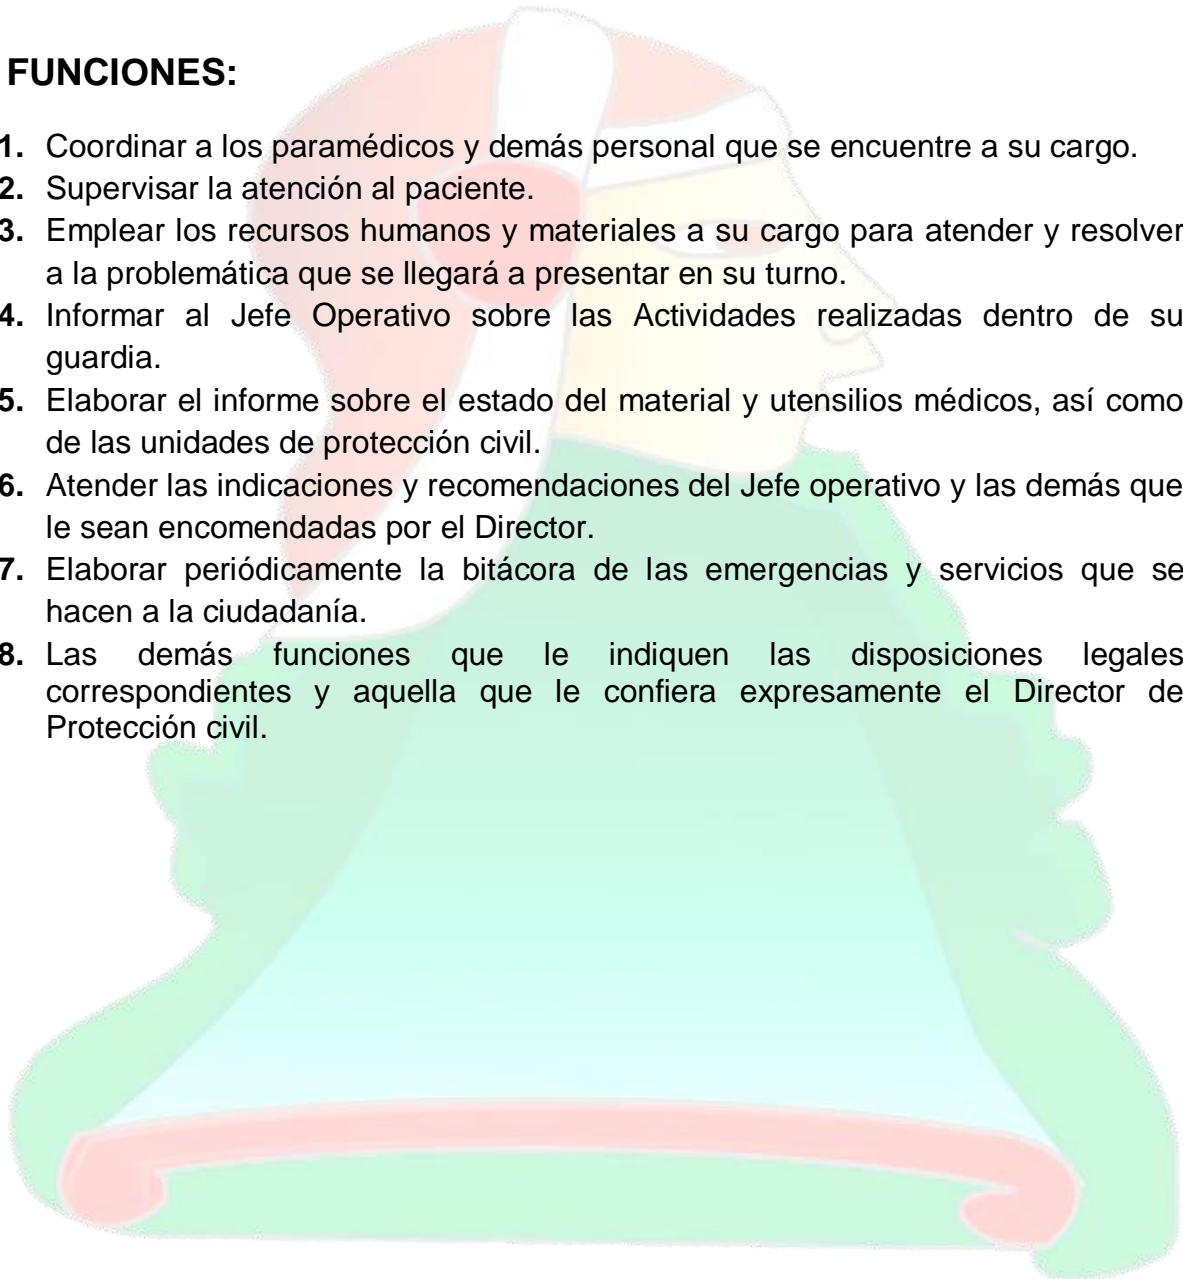 FUNCIONES:
1. Coordinar a los paramédicos y demás personal que se encuentre a su cargo.
2. Supervisar la atención al paciente.
3. Emplear los recursos humanos y materiales a su cargo para atender y resolver
a la problemática que se llegará a presentar en su turno.
4. Informar al Jefe Operativo sobre las Actividades realizadas dentro de su
guardia.
5. Elaborar el informe sobre el estado del material y utensilios médicos, así como
de las unidades de protección civil.
6. Atender las indicaciones y recomendaciones del Jefe operativo y las demás que
le sean encomendadas por el Director.
7. Elaborar periódicamente la bitácora de las emergencias y servicios que se
hacen a la ciudadanía.
8. Las demás funciones que le indiquen las disposiciones legales
correspondientes y aquella que le confiera expresamente el Director de
Protección civil.